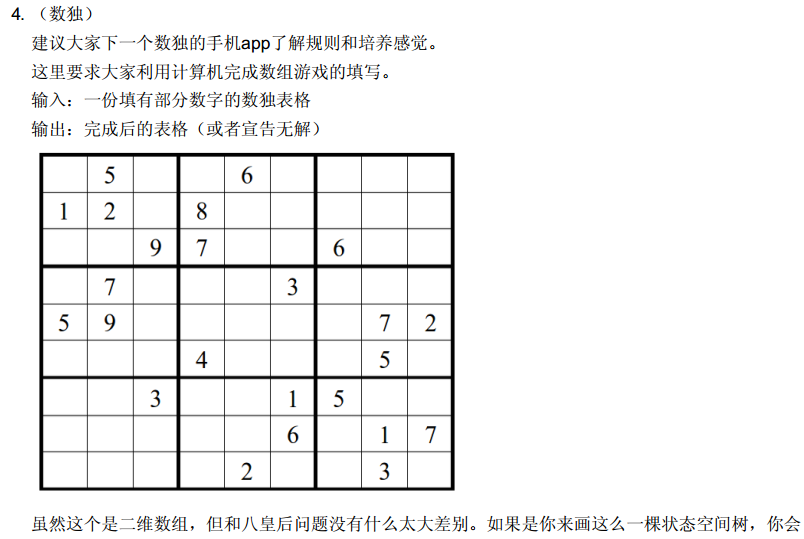 4. （数独）
建议大家下一个数独的手机app了解规则和培养感觉。
这里要求大家利用计算机完成数组游戏的填写。
输入：一份填有部分数字的数独表格
输出：完成后的表格（或者宣告无解）
5 6
1 2 8
9 7 6
7 3
5 9 7 2
4 5
3 1 5
6 1 7
2 3
虽然这个是二维数组，但和八皇后问题没有什么太大差别。如果是你来画这么一棵状态空间树，你会